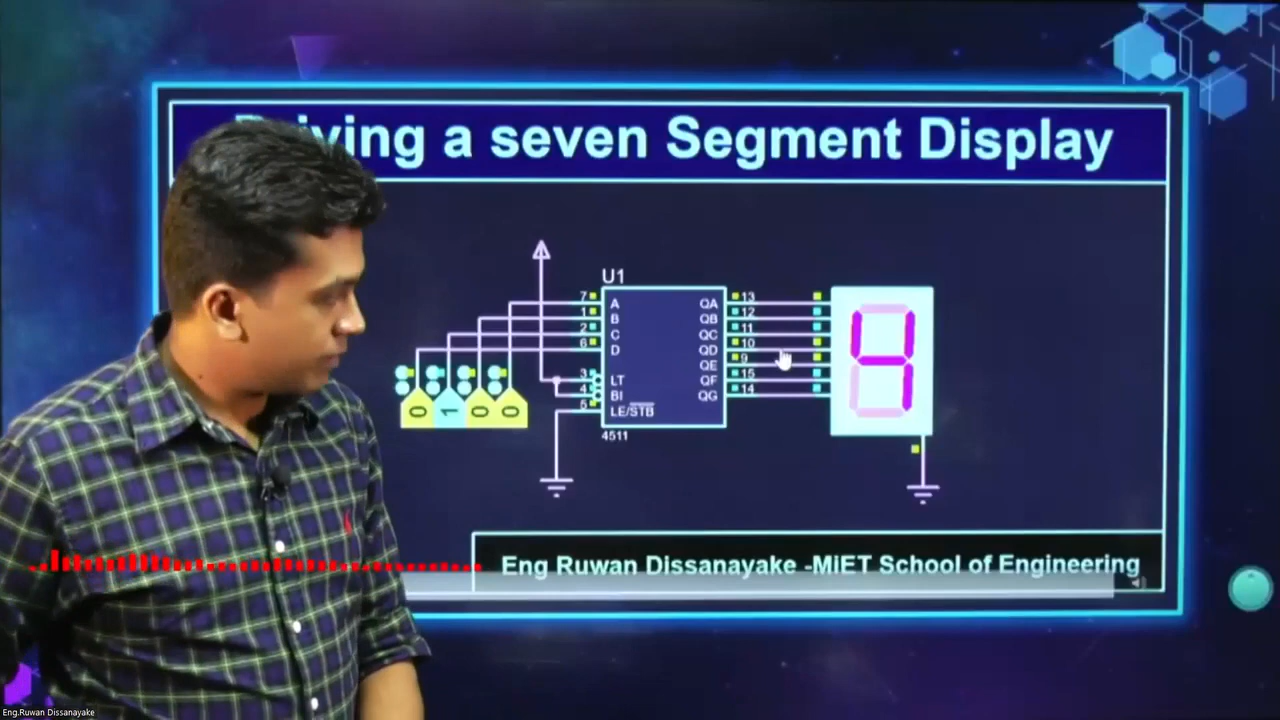 Driving a seven Segment Display
U1
7 A QA 13
1 B QB 12
2 C QC 11
6 D QD 10
QE 9
3 LT QF 15
4 BI QG 14
5 LE/STB
4511
0 1 0 0
4
Eng Ruwan Dissanayake -MiET School of Engineering
Eng.Ruwan Dissanayake